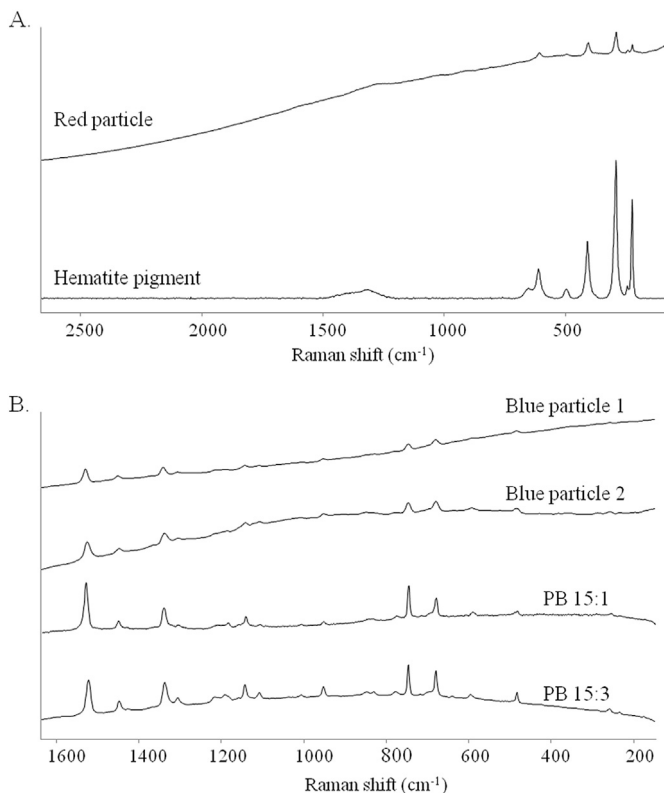 A.
Red particle
Hematite pigment
2500 2000 1500 1000 500
Raman shift (cm⁻¹)
B.
Blue particle 1
Blue particle 2
PB 15:1
PB 15:3
1600 1400 1200 1000 800 600 400 200
Raman shift (cm⁻¹)